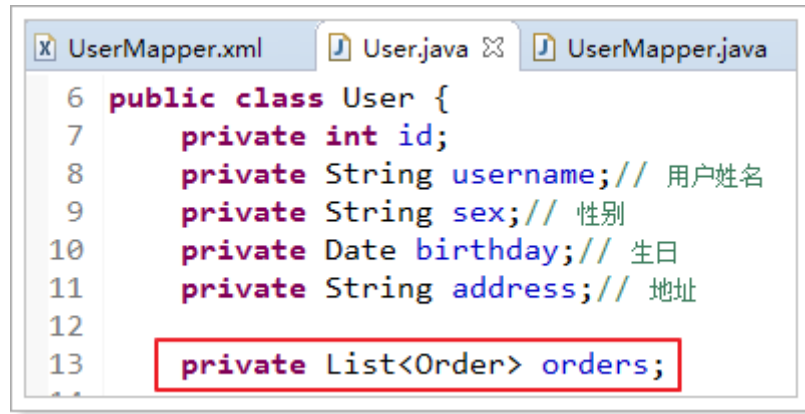 UserMapper.xml User.java UserMapper.java
6 public class User {
7 private int id;
8 private String username;// 用户姓名
9 private String sex;// 性别
10 private Date birthday;// 生日
11 private String address;// 地址
12
13 private List<Order> orders;